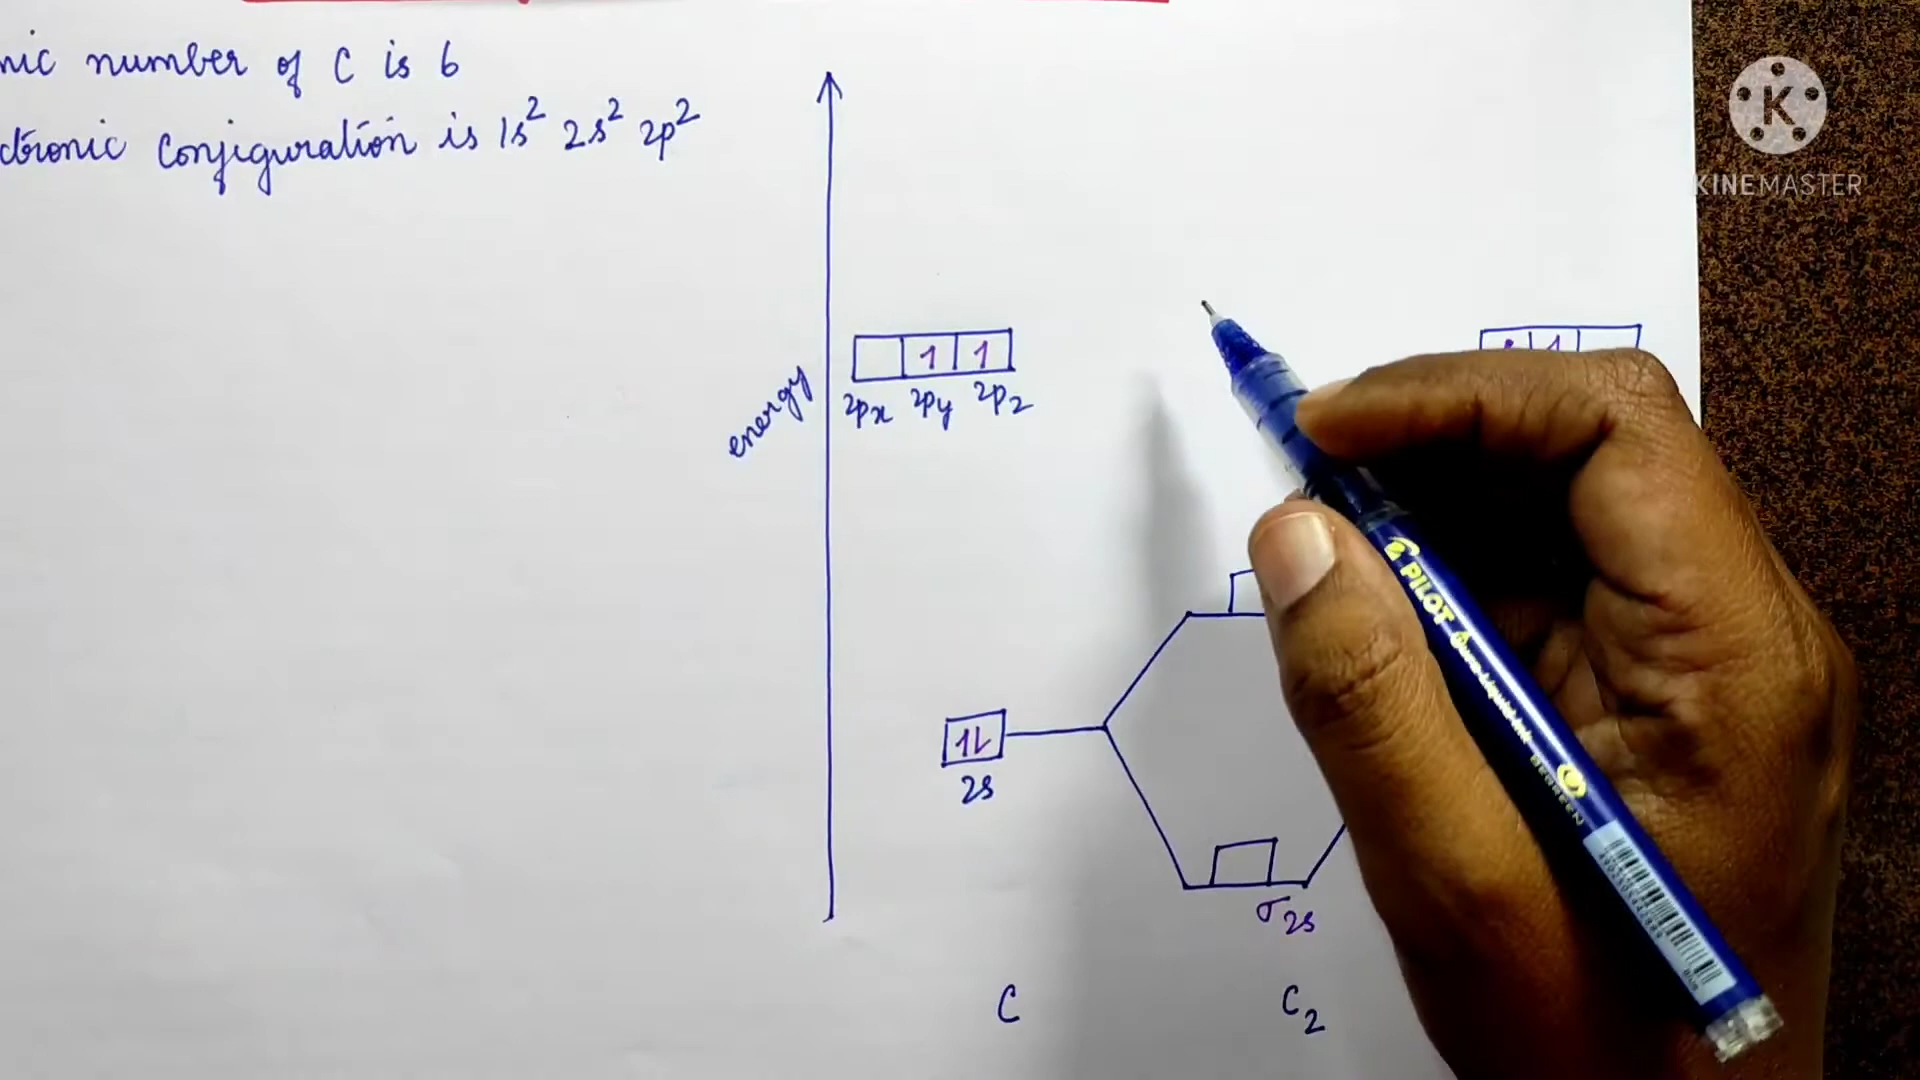 nic number of C is 6
ctronic configuration is 1s² 2s² 2p²
KINEMASTER
energy
1 1
2px 2py 2pz
1
1L
2s
σ2s
C C2
PILOT